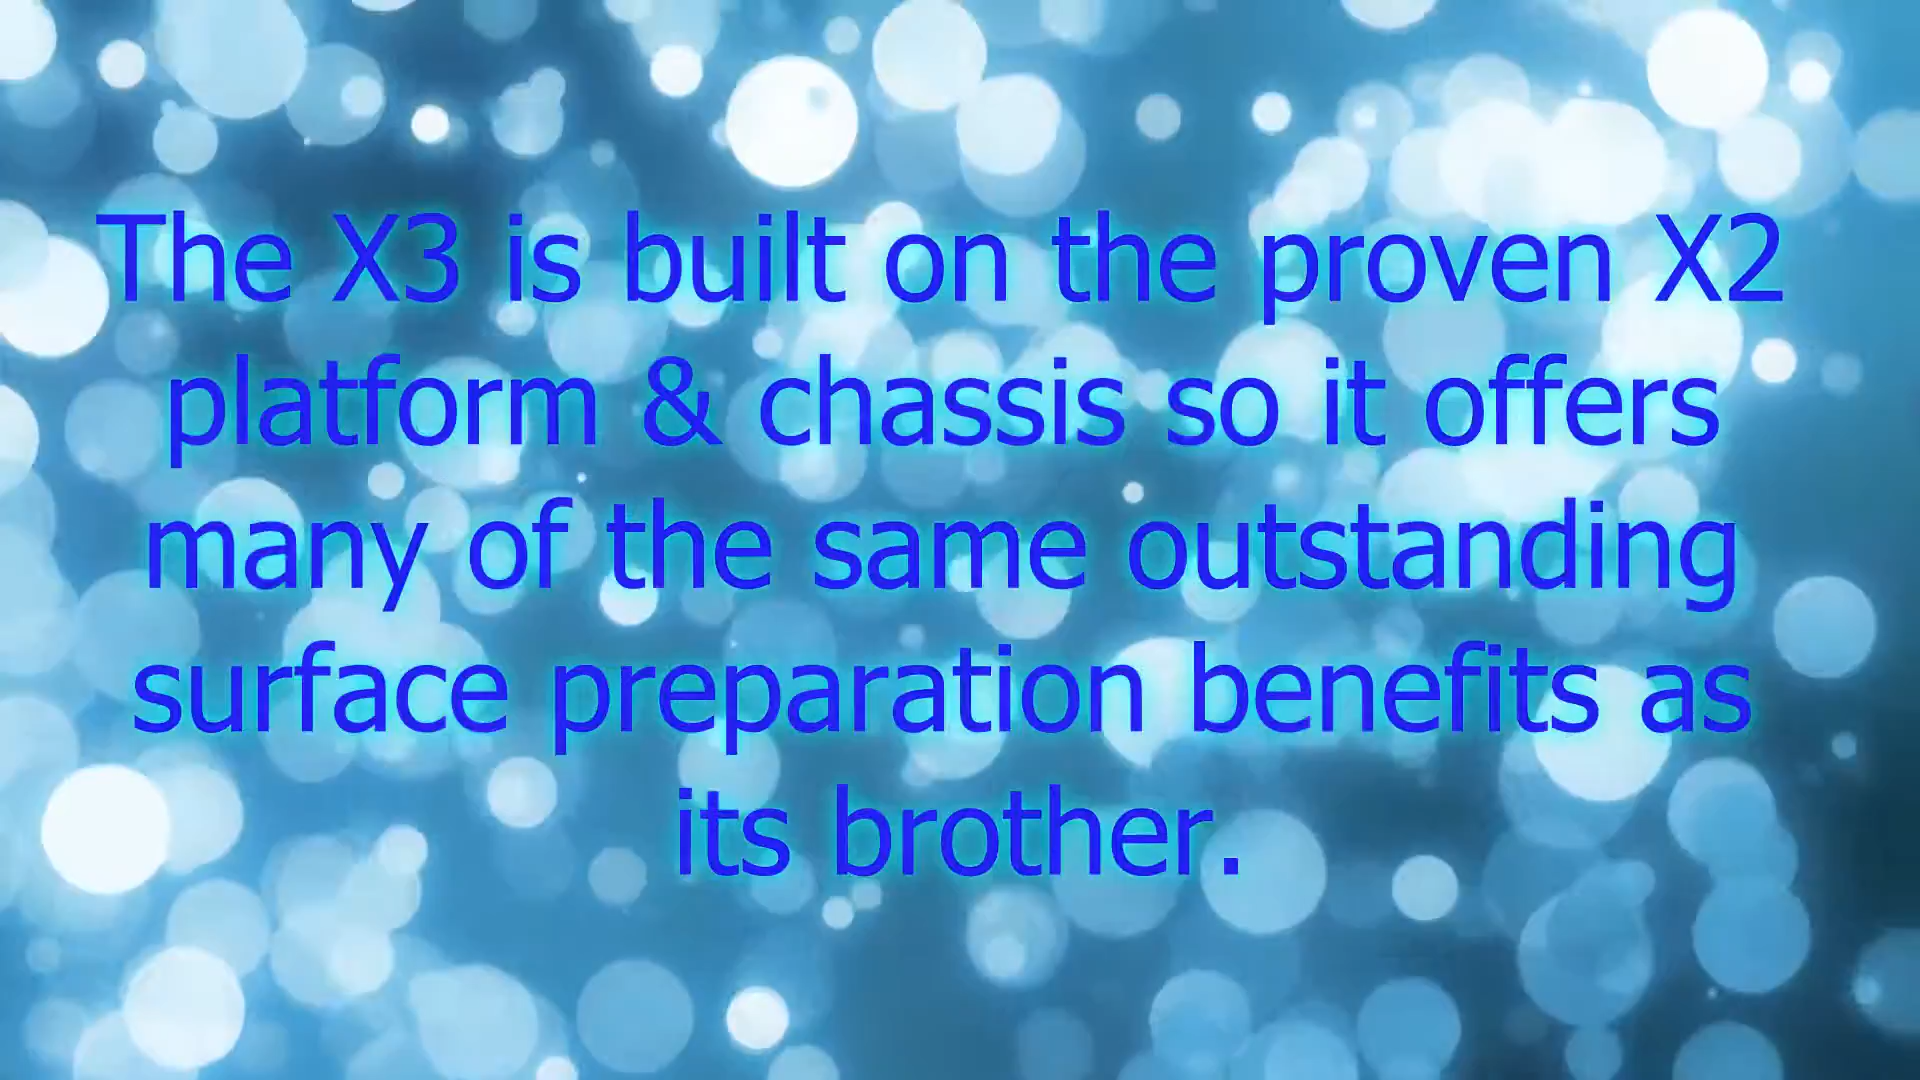 The X3 is built on the proven X2
platform & chassis so it offers
many of the same outstanding
surface preparation benefits as
its brother.